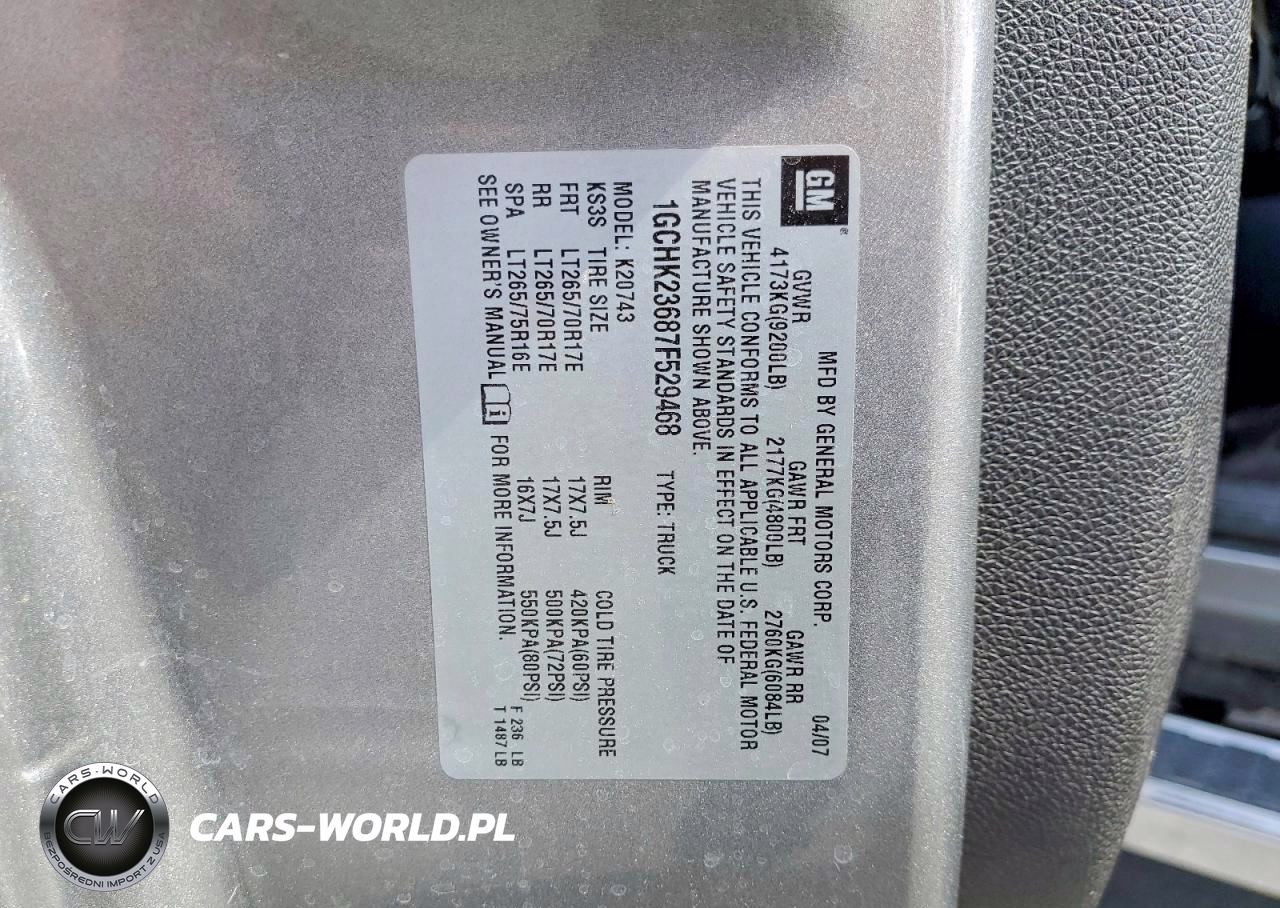 GM®
MFD BY GENERAL MOTORS CORP. 04/07
GVWR GAWR FRT GAWR RR
4173KG(9200LB) 2177KG(4800LB) 2760KG(6084LB)
THIS VEHICLE CONFORMS TO ALL APPLICABLE U.S. FEDERAL MOTOR
VEHICLE SAFETY STANDARDS IN EFFECT ON THE DATE OF
MANUFACTURE SHOWN ABOVE.
1GCHK23687F529468 TYPE: TRUCK
MODEL: K20743
KS3S TIRE SIZE RIM COLD TIRE PRESSURE
FRT LT265/70R17E 17X7.5J 420KPA(60PSI)
RR LT265/70R17E 17X7.5J 500KPA(72PSI)
SPA LT265/75R16E 16X7J 550KPA(80PSI)
SEE OWNER'S MANUAL i FOR MORE INFORMATION.
F 236 LB
T 1487 LB
CARS-WORLD
CW
BEZPOŚREDNI IMPORT Z USA
CARS-WORLD.PL